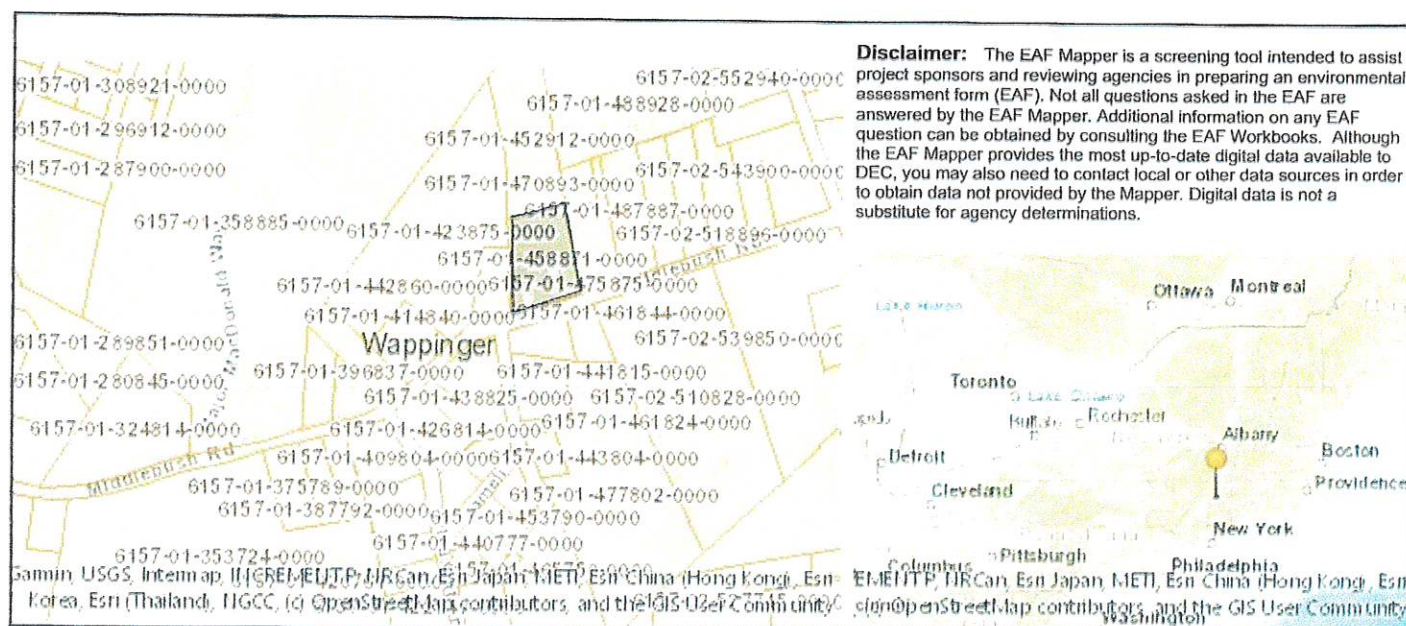 Disclaimer: The EAF Mapper is a screening tool intended to assist
project sponsors and reviewing agencies in preparing an environmental
assessment form (EAF). Not all questions asked in the EAF are
answered by the EAF Mapper. Additional information on any EAF
question can be obtained by consulting the EAF Workbooks. Although
the EAF Mapper provides the most up-to-date digital data available to
DEC, you may also need to contact local or other data sources in order
to obtain data not provided by the Mapper. Digital data is not a
substitute for agency determinations.
6157-01-308921-0000
6157-02-552940-0000
6157-01-488928-0000
6157-01-296912-0000
6157-01-452912-0000
6157-01-287900-0000
6157-02-543900-0000
6157-01-470893-0000
6157-01-487887-0000
6157-01-358885-0000
6157-01-423875-0000
6157-02-518896-0000
6157-01-458871-0000
6157-01-442860-0000
6157-01-475875-0000
6157-01-414840-0000
6157-01-461844-0000
Wappinger
6157-02-539850-0000
6157-01-289851-0000
6157-01-396837-0000
6157-01-441815-0000
6157-01-280845-0000
6157-01-438825-0000
6157-02-510828-0000
6157-01-324814-0000
6157-01-426814-0000
6157-01-461824-0000
Middlebush Rd
6157-01-409804-0000
6157-01-443804-0000
6157-01-375789-0000
6157-01-477802-0000
6157-01-387792-0000
6157-01-453790-0000
6157-01-440777-0000
6157-01-353724-0000
Garmin, USGS, Intermap, INCREMENT P, NRCan, Esri Japan, METI, Esri China (Hong Kong), Esri
Korea, Esri (Thailand), NGCC, (c) OpenStreetMap contributors, and the GIS User Community
Ottawa
Montreal
Lake Huron
Toronto
Lake Ontario
Buffalo
Rochester
Albany
Detroit
Boston
Cleveland
Providence
New York
Pittsburgh
Columbus
Philadelphia
EMENT P, NRCan, Esri Japan, METI, Esri China (Hong Kong), Esri
OpenStreetMap contributors, and the GIS User Community
Washington